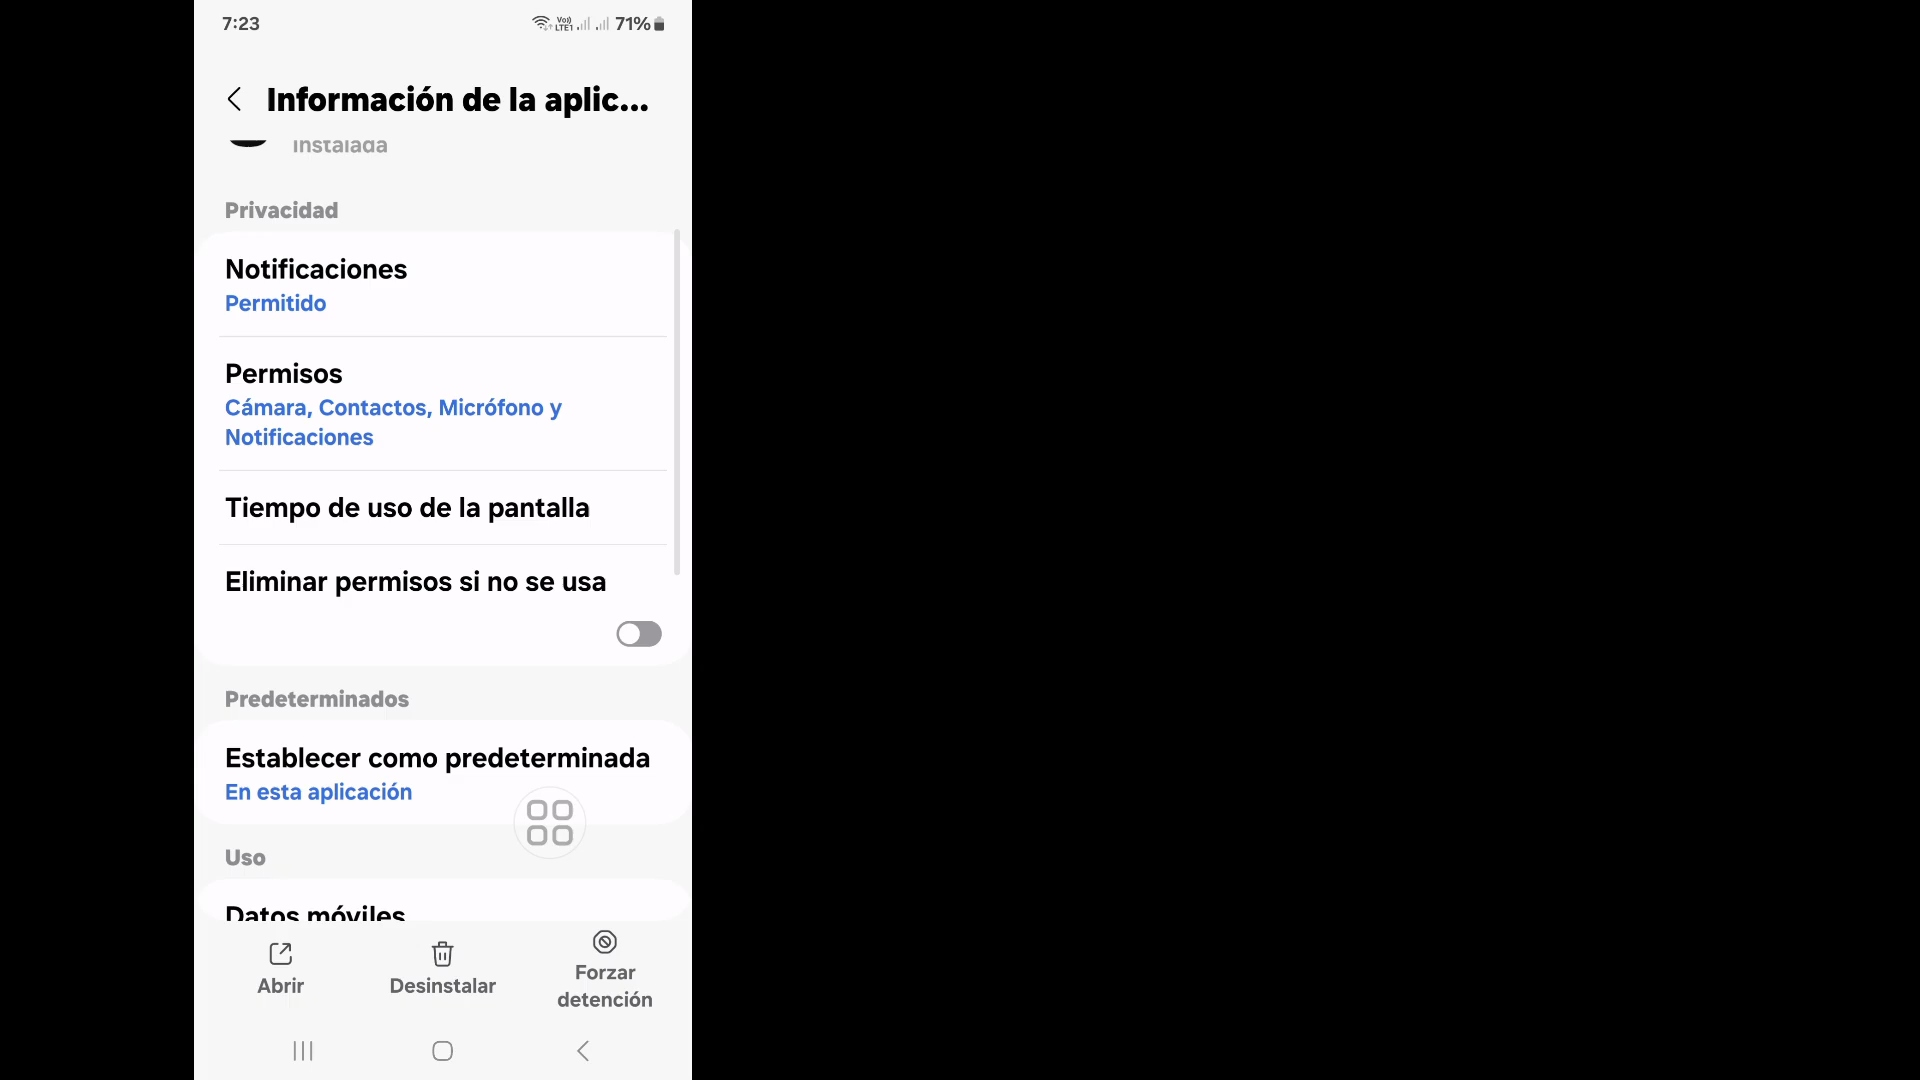 7:23
Vo)) LTE1 71%
Información de la aplic...
Instalada
Privacidad
Notificaciones
Permitido
Permisos
Cámara, Contactos, Micrófono y
Notificaciones
Tiempo de uso de la pantalla
Eliminar permisos si no se usa
Predeterminados
Establecer como predeterminada
En esta aplicación
Uso
Datos móviles
Abrir
Desinstalar
Forzar
detención